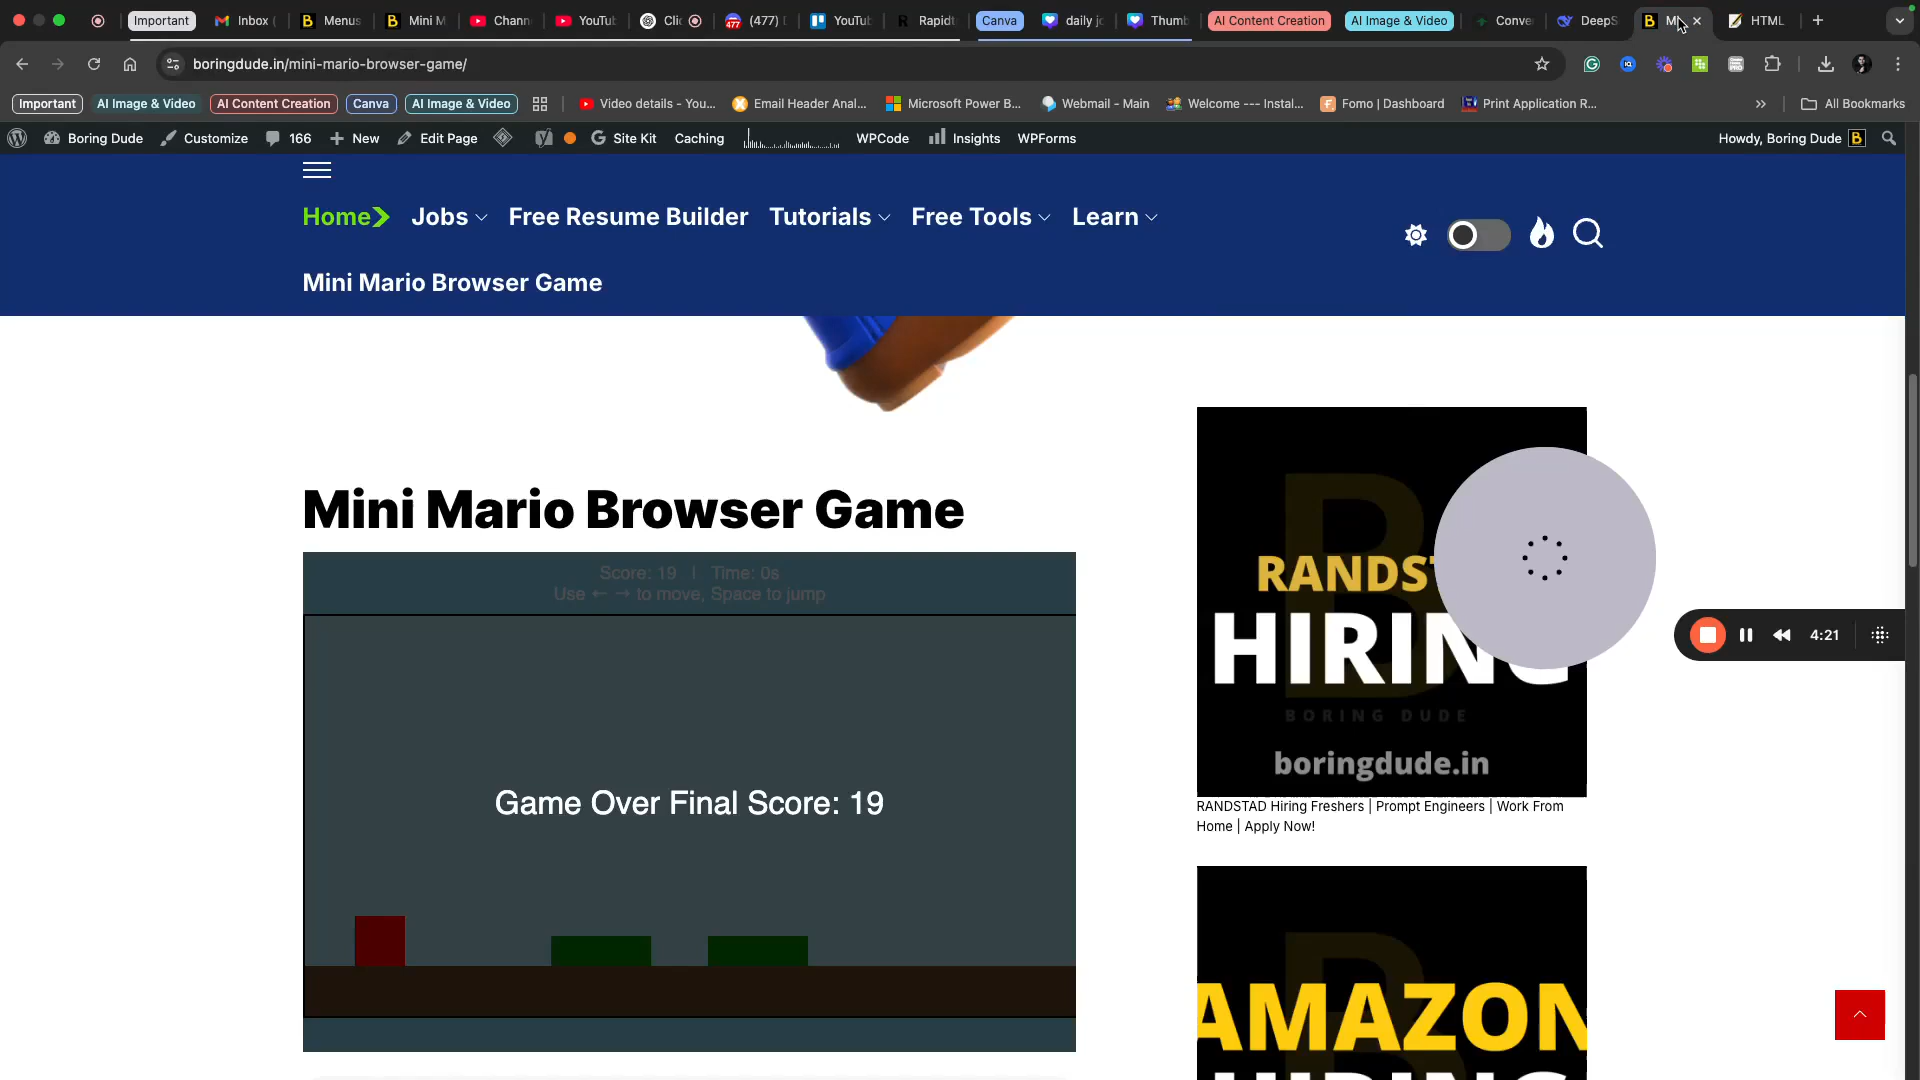 Important
Inbox (
Menus
Mini M
Chann
YouTu
Clic
(477)
YouTu
Rapidt
Canva
daily jo
Thumb
AI Content Creation
AI Image & Video
Conve
DeepS
HTML
boringdude.in/mini-mario-browser-game/
Important
AI Image & Video
AI Content Creation
Canva
AI Image & Video
Video details - You...
Email Header Anal...
Microsoft Power B...
Webmail - Main
Welcome --- Instal...
Fomo | Dashboard
Print Application R...
All Bookmarks
Boring Dude
Customize
166
New
Edit Page
Site Kit
Caching
WPCode
Insights
WPForms
Howdy, Boring Dude
Home
Jobs
Free Resume Builder
Tutorials
Free Tools
Learn
Mini Mario Browser Game
Mini Mario Browser Game
Score: 19 | Time: 0s
Use ← → to move, Space to jump
Game Over Final Score: 19
HIRING
BORING DUDE
boringdude.in
RANDSTAD Hiring Freshers | Prompt Engineers | Work From
Home | Apply Now!
4:21
AMAZON